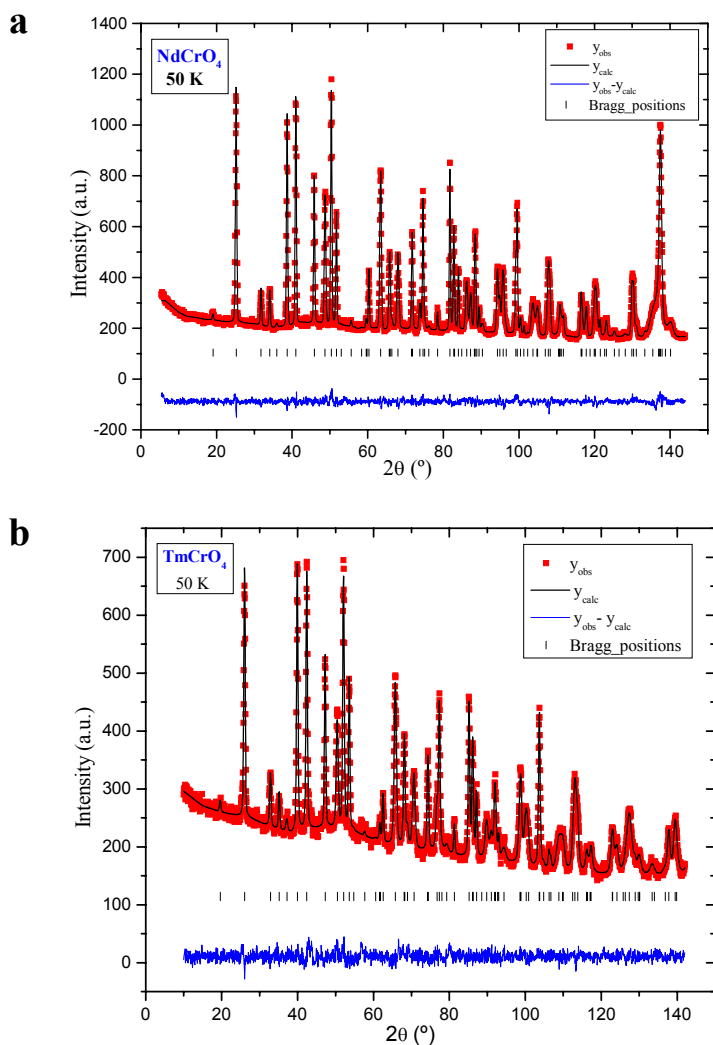 a
NdCrO4
50 K
yobs
ycalc
yobs-ycalc
Bragg_positions
Intensity (a.u.)
1400
1200
1000
800
600
400
200
0
-200
0 20 40 60 80 100 120 140
2θ (º)
b
TmCrO4
50 K
yobs
ycalc
yobs- ycalc
Bragg_positions
Intensity (a.u.)
700
600
500
400
300
200
100
0
0 20 40 60 80 100 120 140
2θ (º)